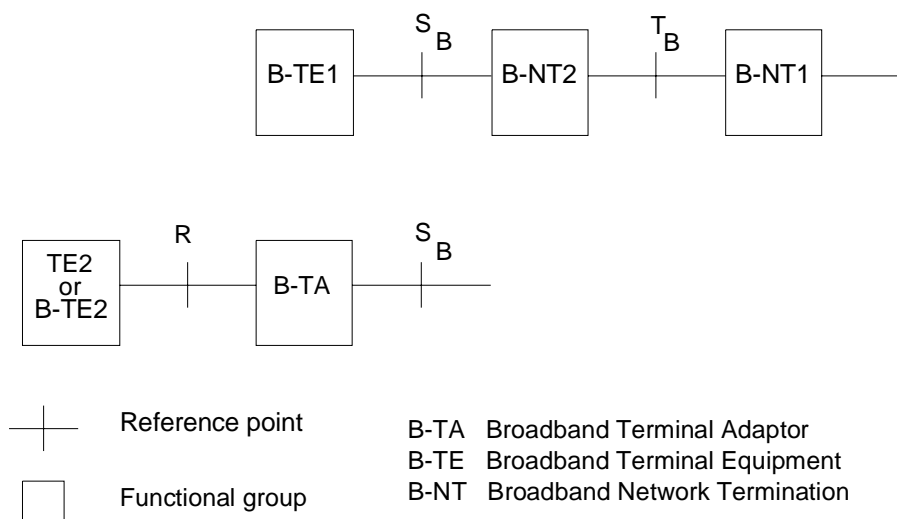 S B T B
B-TE1 B-NT2 B-NT1
R S B
TE2
or
B-TE2
B-TA
Reference point
Functional group
B-TA Broadband Terminal Adaptor
B-TE Broadband Terminal Equipment
B-NT Broadband Network Termination